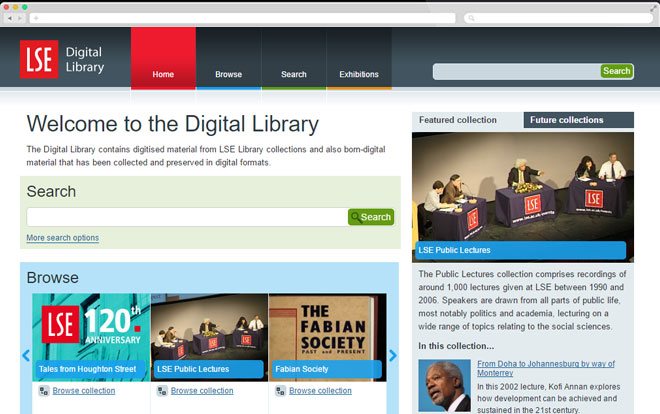 LSE
Digital
Library
Home
Browse
Search
Exhibitions
Search
Welcome to the Digital Library
The Digital Library contains digitised material from LSE Library collections and also born-digital
material that has been collected and preserved in digital formats.
Search
Search
More search options
Browse
LSE 120.
ANNIVERSARY
Tales from Houghton Street
Browse collection
LSE
LSE Public Lectures
Browse collection
THE
FABIAN
SOCIETY
PAST and PRESENT
Fabian Society
Browse collection
Featured collection
Future collections
LSE
LSE
LSE
LSE Public Lectures
The Public Lectures collection comprises recordings of
around 1,000 lectures given at LSE between 1990 and
2006. Speakers are drawn from all parts of public life,
most notably politics and academia, lecturing on a
wide range of topics relating to the social sciences.
In this collection...
From Doha to Johannesburg by way of
Monterrey
In this 2002 lecture, Kofi Annan explores
how development can be achieved and
sustained in the 21st century.